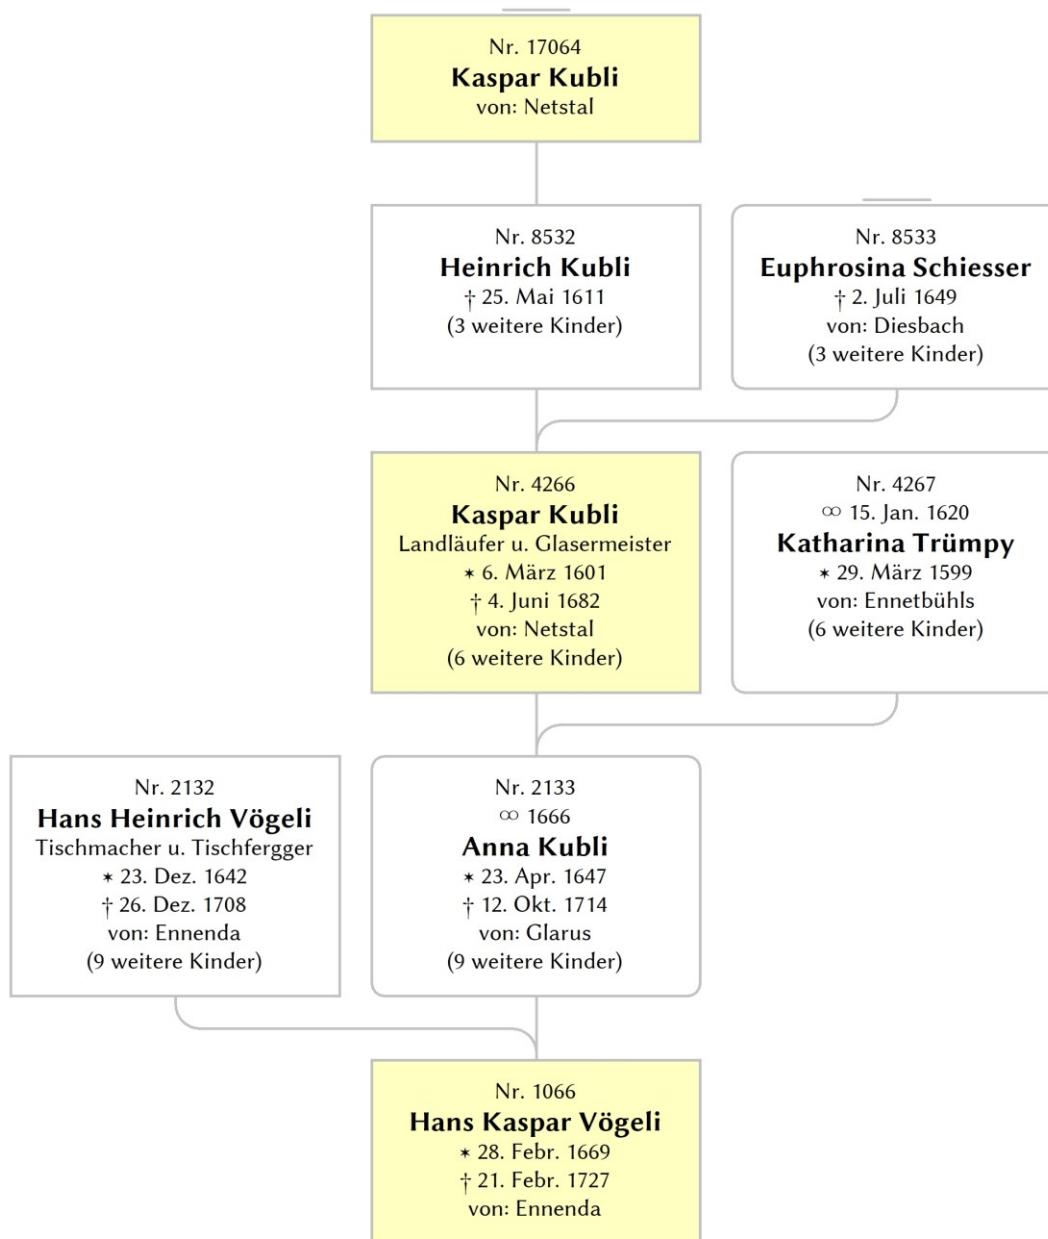 Nr. 17064
Kaspar Kubli
von: Netstal
Nr. 8532
Heinrich Kubli
† 25. Mai 1611
(3 weitere Kinder)
Nr. 8533
Euphrosina Schiesser
† 2. Juli 1649
von: Diesbach
(3 weitere Kinder)
Nr. 4266
Kaspar Kubli
Landläufer u. Glasermeister
✶ 6. März 1601
† 4. Juni 1682
von: Netstal
(6 weitere Kinder)
Nr. 4267
∞ 15. Jan. 1620
Katharina Trümpy
✶ 29. März 1599
von: Ennetbühls
(6 weitere Kinder)
Nr. 2132
Hans Heinrich Vögeli
Tischmacher u. Tischfergger
✶ 23. Dez. 1642
† 26. Dez. 1708
von: Ennenda
(9 weitere Kinder)
Nr. 2133
∞ 1666
Anna Kubli
✶ 23. Apr. 1647
† 12. Okt. 1714
von: Glarus
(9 weitere Kinder)
Nr. 1066
Hans Kaspar Vögeli
✶ 28. Febr. 1669
† 21. Febr. 1727
von: Ennenda